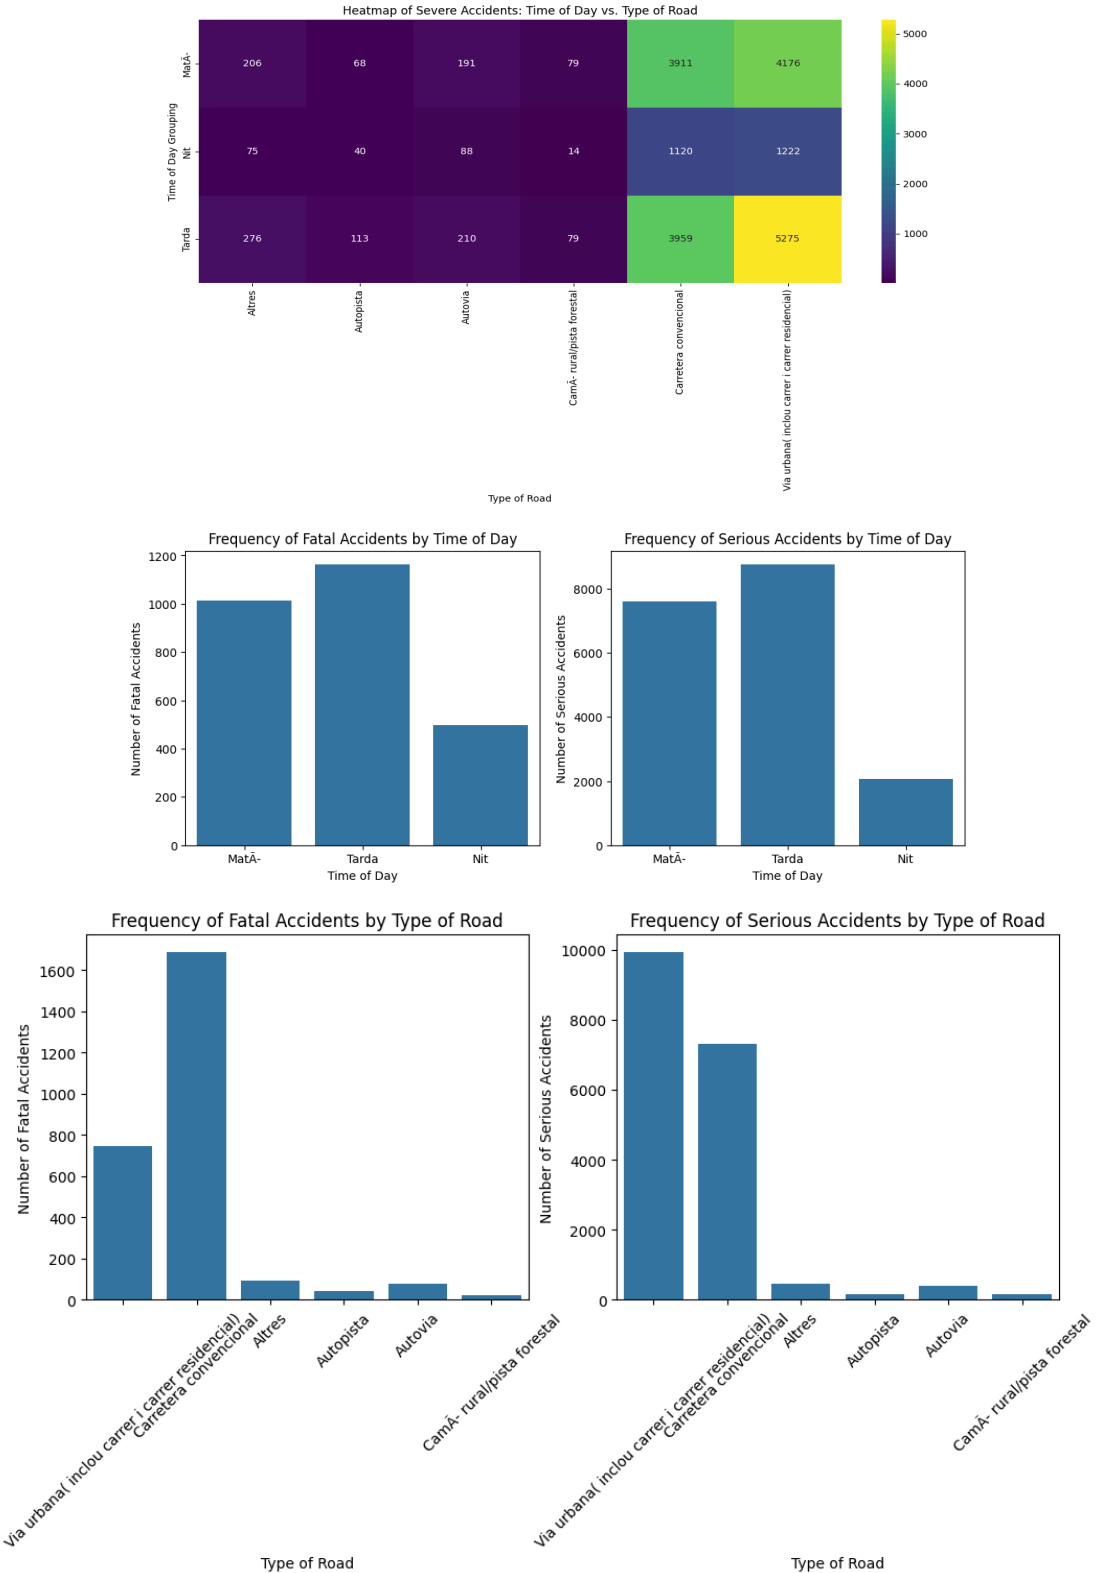 Heatmap of Severe Accidents: Time of Day vs. Type of Road
Time of Day Grouping
MatÃ-
206 68 191 79 3911 4176
Nit
75 40 88 14 1120 1222
Tarda
276 113 210 79 3959 5275
5000
4000
3000
2000
1000
Altres
Autopista
Autovia
CamÃ- rural/pista forestal
Carretera convencional
Via urbana( inclou carrer i carrer residencial)
Type of Road
Frequency of Fatal Accidents by Time of Day
Number of Fatal Accidents
1200
1000
800
600
400
200
0
MatÃ- Tarda Nit
Time of Day
Frequency of Serious Accidents by Time of Day
Number of Serious Accidents
8000
6000
4000
2000
0
MatÃ- Tarda Nit
Time of Day
Frequency of Fatal Accidents by Type of Road
Number of Fatal Accidents
1600
1400
1200
1000
800
600
400
200
0
Via urbana( inclou carrer i carrer residencial)
Carretera convencional
Altres
Autopista
Autovia
CamÃ- rural/pista forestal
Type of Road
Frequency of Serious Accidents by Type of Road
Number of Serious Accidents
10000
8000
6000
4000
2000
0
Via urbana( inclou carrer i carrer residencial)
Carretera convencional
Altres
Autopista
Autovia
CamÃ- rural/pista forestal
Type of Road